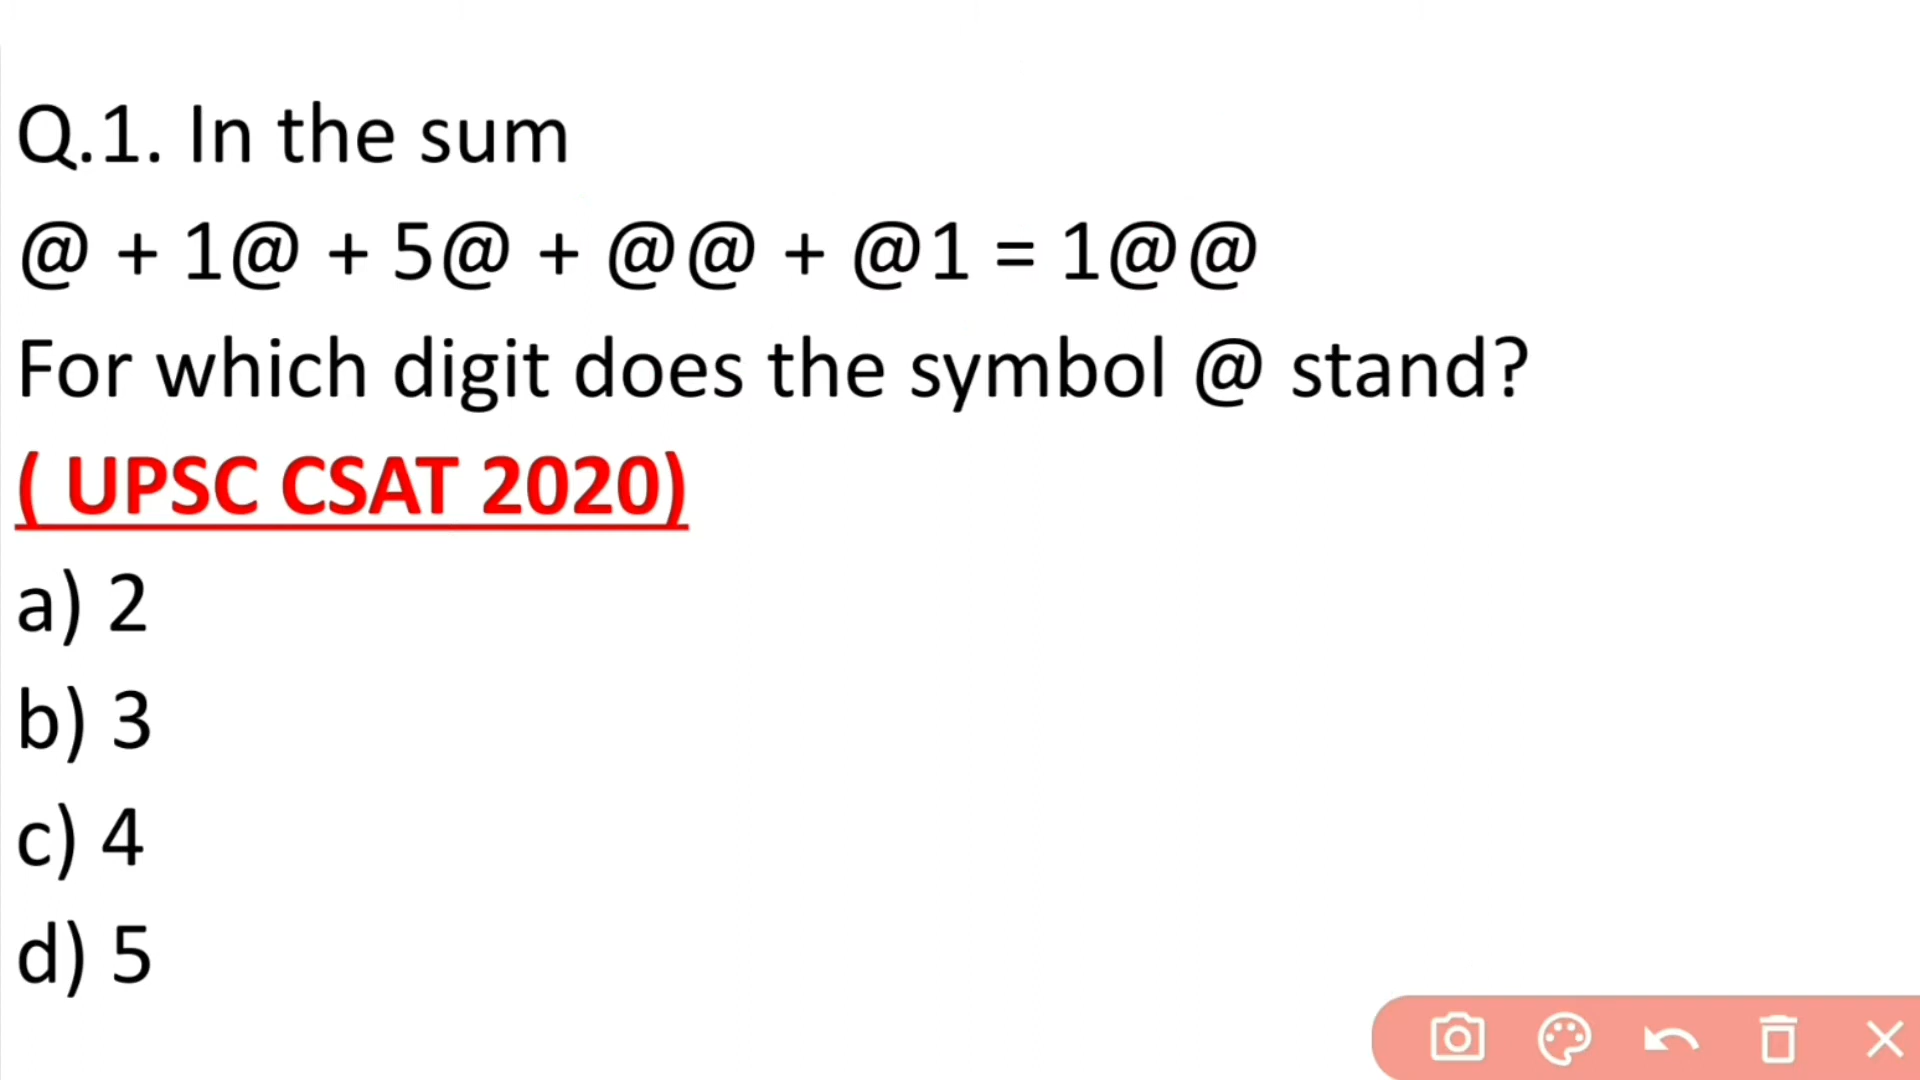 Q.1. In the sum
@ + 1@ + 5@ + @@ + @1 = 1@@
For which digit does the symbol @ stand?
( UPSC CSAT 2020)
a) 2
b) 3
c) 4
d) 5